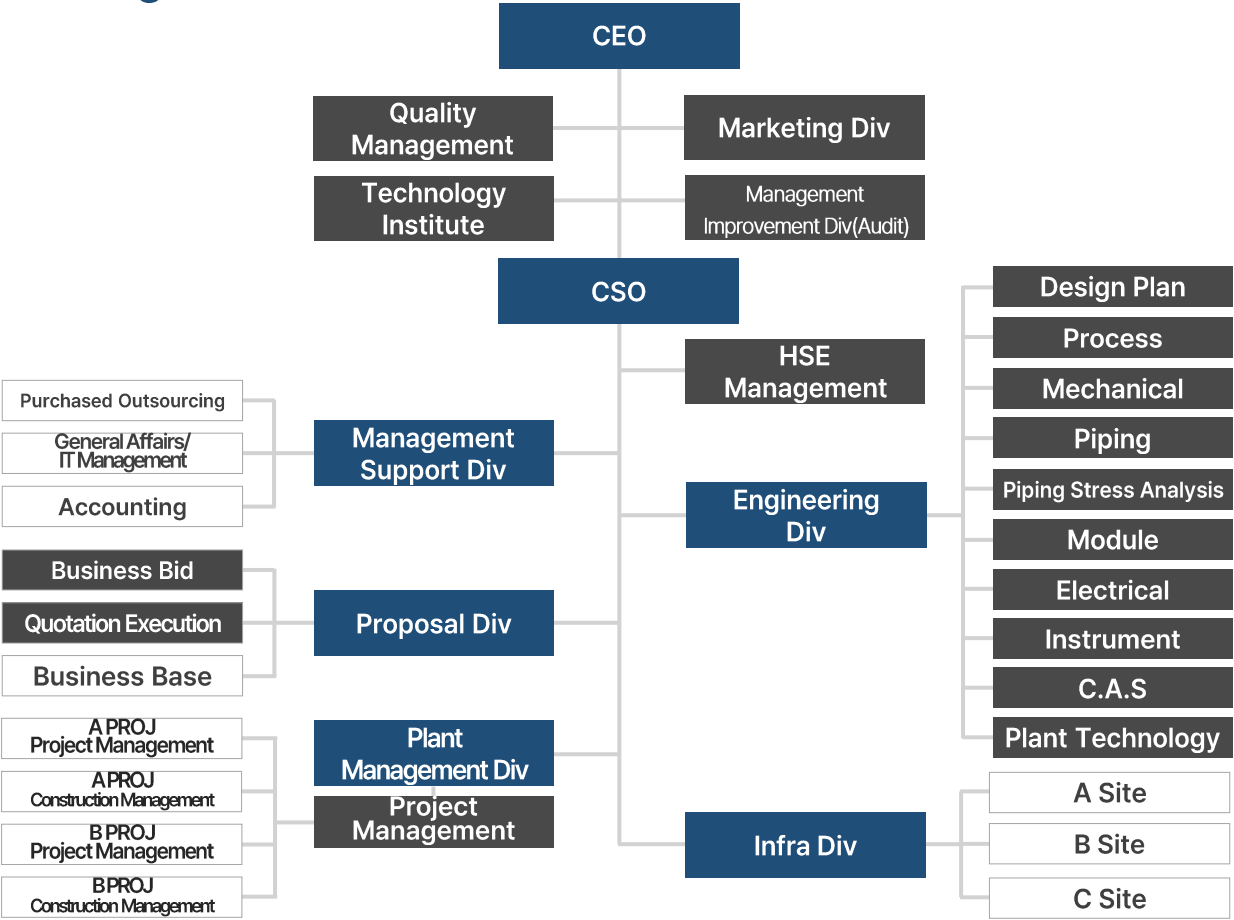 CEO
Quality
Management
Marketing Div
Technology
Institute
Management
Improvement Div(Audit)
CSO
HSE
Management
Purchased Outsourcing
General Affairs/
IT Management
Accounting
Management
Support Div
Business Bid
Quotation Execution
Business Base
Proposal Div
A PROJ
Project Management
A PROJ
Construction Management
B PROJ
Project Management
B PROJ
Construction Management
Plant
Management Div
Project
Management
Engineering
Div
Design Plan
Process
Mechanical
Piping
Piping Stress Analysis
Module
Electrical
Instrument
C.A.S
Plant Technology
Infra Div
A Site
B Site
C Site